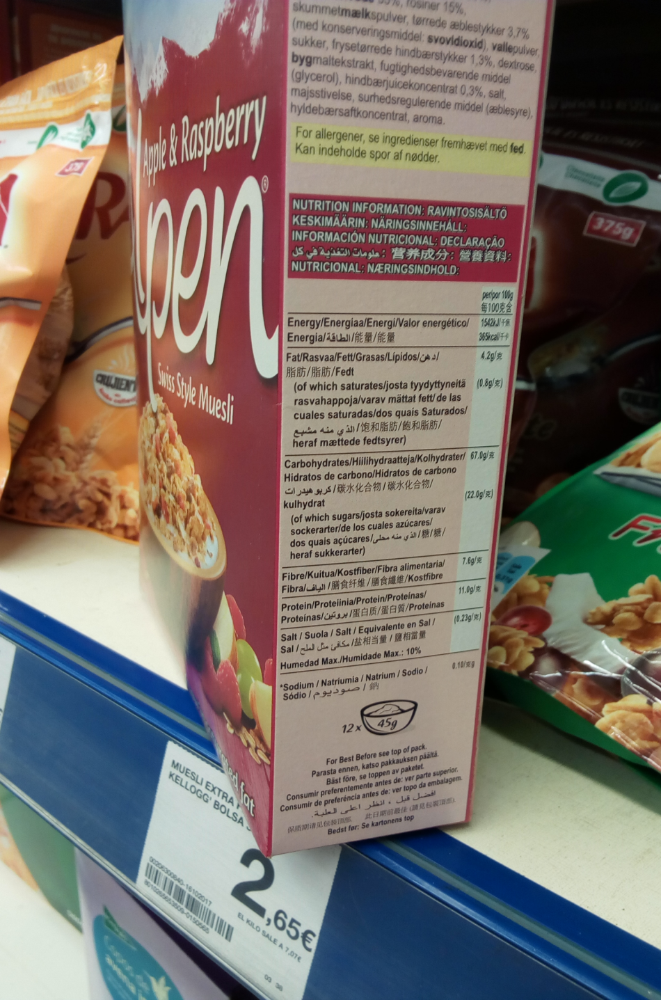 rosiner 15%,
skummetmælkspulver, tørrede æblestykker 3,7%
(med konserveringsmiddel: svovldioxid), vallepulver,
sukker, frysetørrede hindbærstykker 1,3%, dextrose,
bygmaltekstrakt, fugtighedsbevarende middel
(glycerol), hindbærjuicekoncentrat 0,3%, salt,
majsstivelse, surhedsregulerende middel (æblesyre),
hyldebærsaftkoncentrat, aroma.
For allergener, se ingredienser fremhævet med fed.
Kan indeholde spor af nødder.
NUTRITION INFORMATION: RAVINTOSISÄLTÖ
KESKIMÄÄRIN: NÄRINGSINNEHÅLL:
INFORMACIÓN NUTRICIONAL: DECLARAÇÃO
معلومات التغذية في كل : 营养成分: 營養資料:
NUTRICIONAL: NÆRINGSINDHOLD:
per/por 100g
每100克含
Energy/Energiaa/Energi/Valor energético/ 1542kJ/千焦
Energia/الطاقة/能量/能量 365kcal/千卡
Fat/Rasvaa/Fett/Grasas/Lípidos/دهن/ 4.2g/克
脂肪/脂肪/Fedt
(of which saturates/josta tyydyttyneitä (0.8g/克)
rasvahappoja/varav mättat fett/de las
cuales saturadas/dos quais Saturados/
الذي منه مشبع/饱和脂肪/飽和脂肪/
heraf mættede fedtsyrer)
Carbohydrates/Hiilihydraatteja/Kolhydrater/ 67.0g/克
Hidratos de carbono/Hidratos de carbono
كربوهيدرات/碳水化合物/碳水化合物/ (22.0g/克)
kulhydrat
(of which sugars/josta sokereita/varav
sockerarter/de los cuales azúcares/
dos quais açúcares/الذي منه محلى/糖/糖/
heraf sukkerarter)
Fibre/Kuitua/Kostfiber/Fibra alimentaria/ 7.6g/克
Fibra/الياف/膳食纤维/膳食纖維/Kostfibre
Protein/Proteiinia/Protein/Proteínas/ 11.0g/克
Proteínas/بروتين/蛋白质/蛋白質/Proteinas
Salt / Suola / Salt / Equivalente en Sal / (0.23g/克)
Sal / مكافئ مثل الملح /盐相当量 / 鹽相當量
Humedad Max./Humidade Max.: 10%
*Sodium / Natriumia / Natrium / Sodio / 0.10/克g
Sódio / صوديوم / 鈉
12x 45g
For Best Before see top of pack.
Parasta ennen, katso pakkauksen päältä.
Bäst före, se toppen av paketet.
Consumir preferentemente antes de: ver parte superior.
Consumir de preferência antes de: ver topo da embalagem.
افضل قبل ، انظر اعلى العلبة.
保质期请见包装顶部. 此日期前最佳 (請見包裝頂部).
Bedst før: Se kartonens top
Apple & Raspberry
lpen®
Swiss Style Muesli
ed fat
375g
CRUJIEN
MUESLI EXTRA
KELLOGG' BOLSA
2,65€
EL KILO SALE A 7,07€
03 38